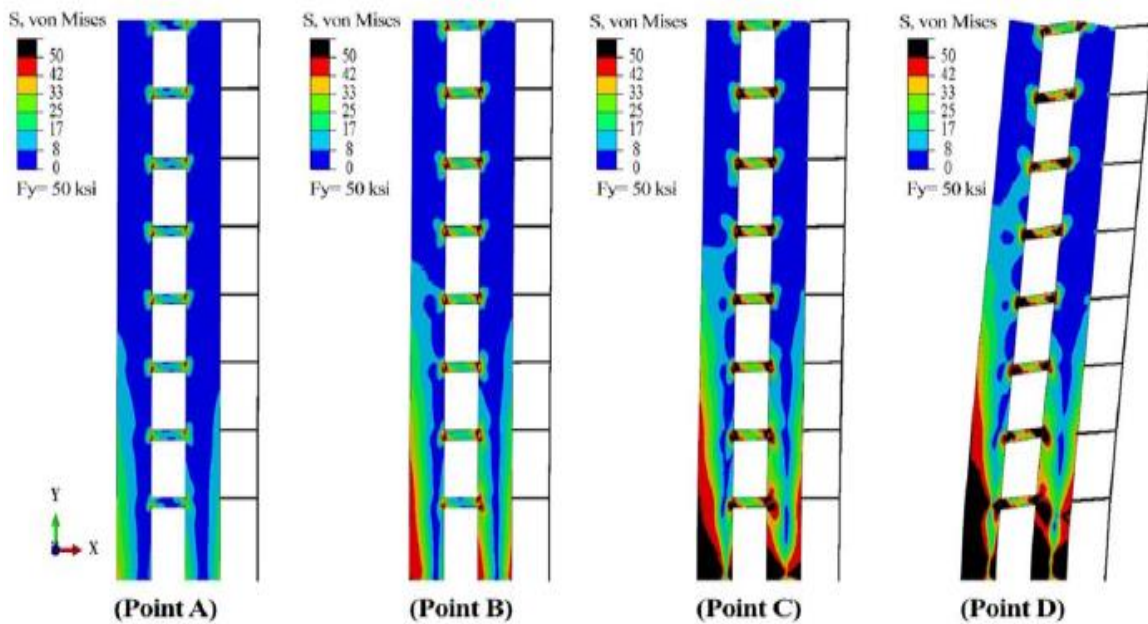 S, von Mises
50
42
33
25
17
8
0
Fy= 50 ksi
S, von Mises
50
42
33
25
17
8
0
Fy= 50 ksi
S, von Mises
50
42
33
25
17
8
0
Fy= 50 ksi
S, von Mises
50
42
33
25
17
8
0
Fy= 50 ksi
Y
X
(Point A)
(Point B)
(Point C)
(Point D)